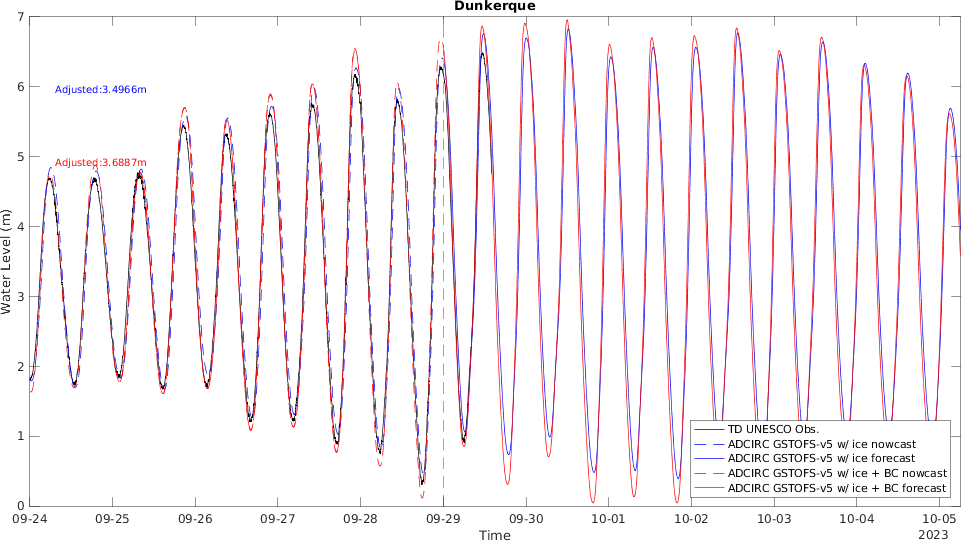 Dunkerque
7
6
5
4
3
2
1
0
Water Level (m)
Adjusted:3.4966m
Adjusted:3.6887m
TD UNESCO Obs.
ADCIRC GSTOFS-v5 w/ ice nowcast
ADCIRC GSTOFS-v5 w/ ice forecast
ADCIRC GSTOFS-v5 w/ ice + BC nowcast
ADCIRC GSTOFS-v5 w/ ice + BC forecast
09-24 09-25 09-26 09-27 09-28 09-29 09-30 10-01 10-02 10-03 10-04 10-05
Time
2023